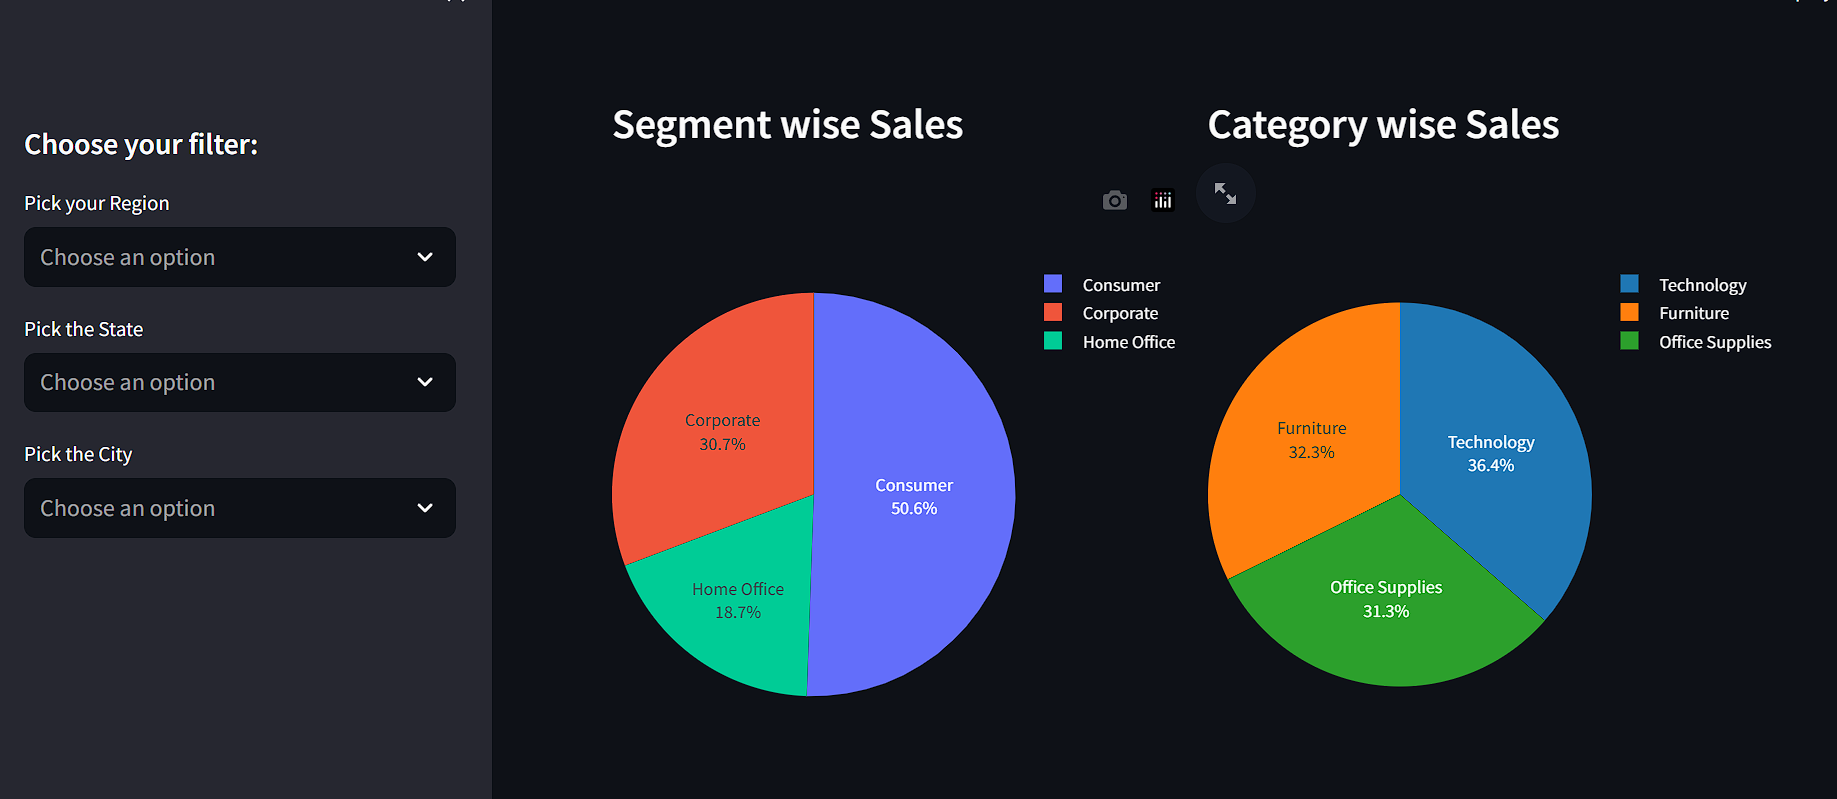 Choose your filter:
Pick your Region
Choose an option
Pick the State
Choose an option
Pick the City
Choose an option
Segment wise Sales
Consumer
Corporate
Home Office
Corporate
30.7%
Consumer
50.6%
Home Office
18.7%
Category wise Sales
Technology
Furniture
Office Supplies
Furniture
32.3%
Technology
36.4%
Office Supplies
31.3%